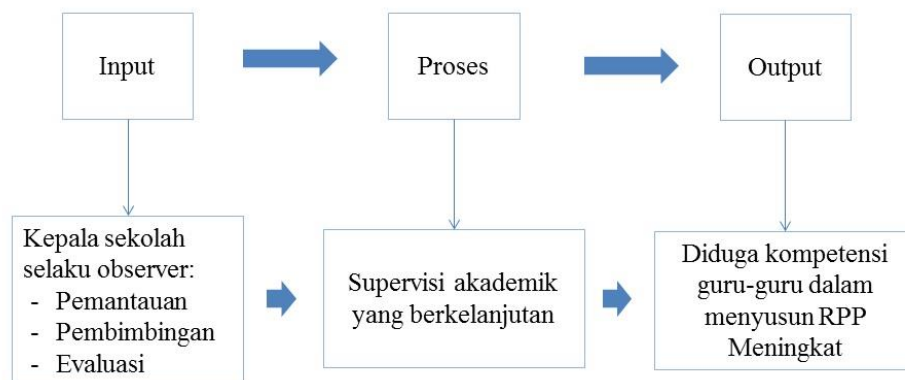 Input
Proses
Output
Kepala sekolah
selaku observer:
- Pemantauan
- Pembimbingan
- Evaluasi
Supervisi akademik
yang berkelanjutan
Diduga kompetensi
guru-guru dalam
menyusun RPP
Meningkat